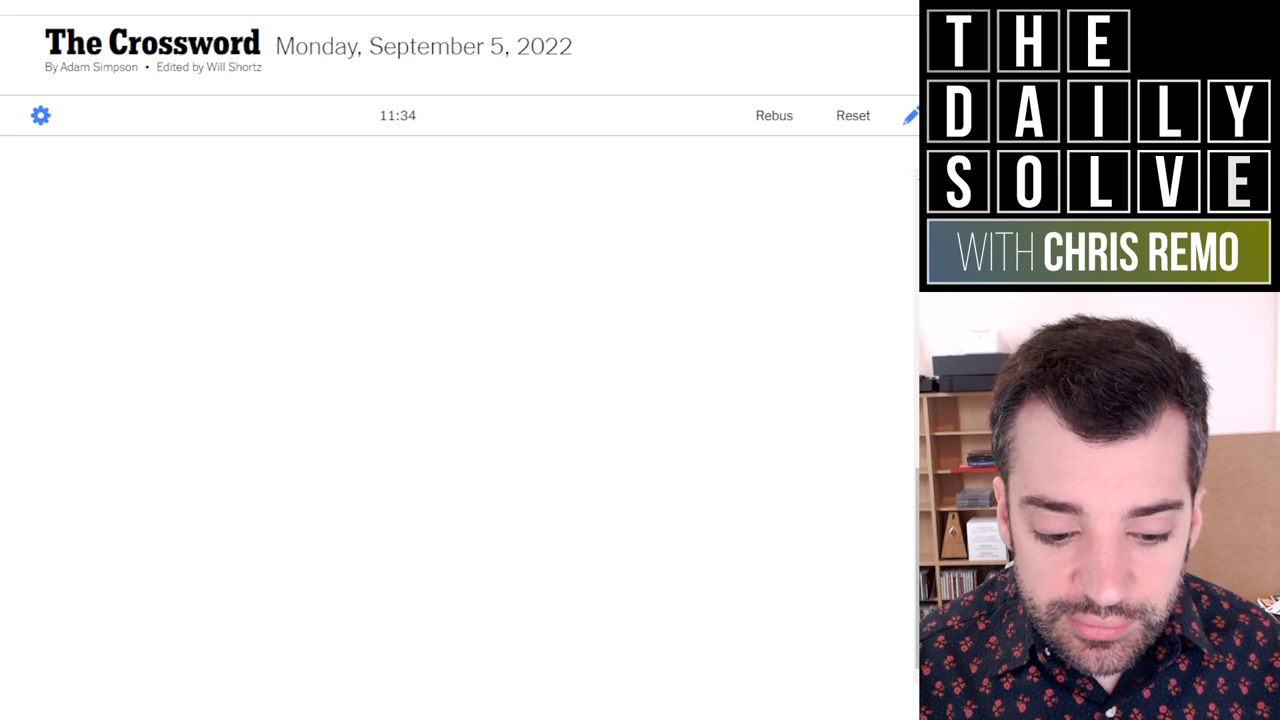 The Crossword Monday, September 5, 2022
By Adam Simpson • Edited by Will Shortz
11:34 Rebus Reset
THE
DAILY
SOLVE
WITH CHRIS REMO